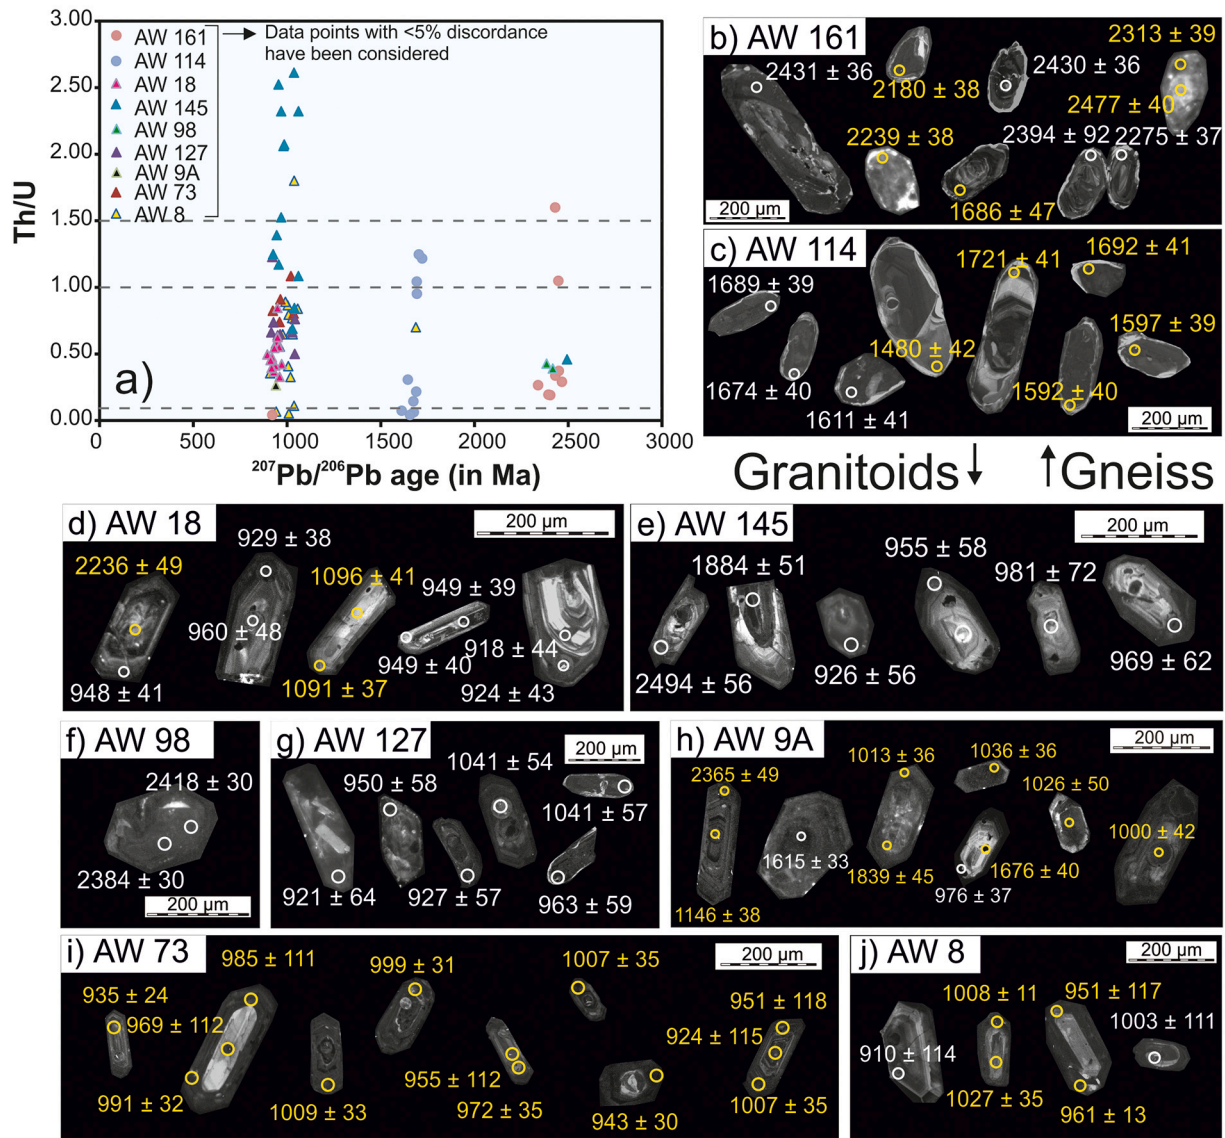 3.00
2.50
2.00
1.50
1.00
0.50
0.00
Th/U
AW 161
AW 114
AW 18
AW 145
AW 98
AW 127
AW 9A
AW 73
AW 8
Data points with <5% discordance
have been considered
a)
0 500 1000 1500 2000 2500 3000
²⁰⁷Pb/²⁰⁶Pb age (in Ma)
b) AW 161
2431 ± 36
2180 ± 38
2430 ± 36
2313 ± 39
2477 ± 40
2239 ± 38
1686 ± 47
2394 ± 92
2275 ± 37
200 µm
c) AW 114
1689 ± 39
1674 ± 40
1611 ± 41
1480 ± 42
1721 ± 41
1692 ± 41
1592 ± 40
1597 ± 39
200 µm
Granitoids ↓ ↑ Gneiss
d) AW 18
200 µm
2236 ± 49
948 ± 41
929 ± 38
960 ± 48
1096 ± 41
1091 ± 37
949 ± 39
949 ± 40
918 ± 44
924 ± 43
e) AW 145
200 µm
2494 ± 56
1884 ± 51
926 ± 56
955 ± 58
981 ± 72
969 ± 62
f) AW 98
2418 ± 30
2384 ± 30
200 µm
g) AW 127
200 µm
921 ± 64
950 ± 58
927 ± 57
1041 ± 54
1041 ± 57
963 ± 59
h) AW 9A
200 µm
2365 ± 49
1146 ± 38
1615 ± 33
1013 ± 36
1839 ± 45
1036 ± 36
976 ± 37
1676 ± 40
1026 ± 50
1000 ± 42
i) AW 73
200 µm
935 ± 24
985 ± 111
969 ± 112
991 ± 32
1009 ± 33
999 ± 31
955 ± 112
972 ± 35
1007 ± 35
943 ± 30
951 ± 118
924 ± 115
1007 ± 35
j) AW 8
200 µm
910 ± 114
1008 ± 11
1027 ± 35
951 ± 117
961 ± 13
1003 ± 111